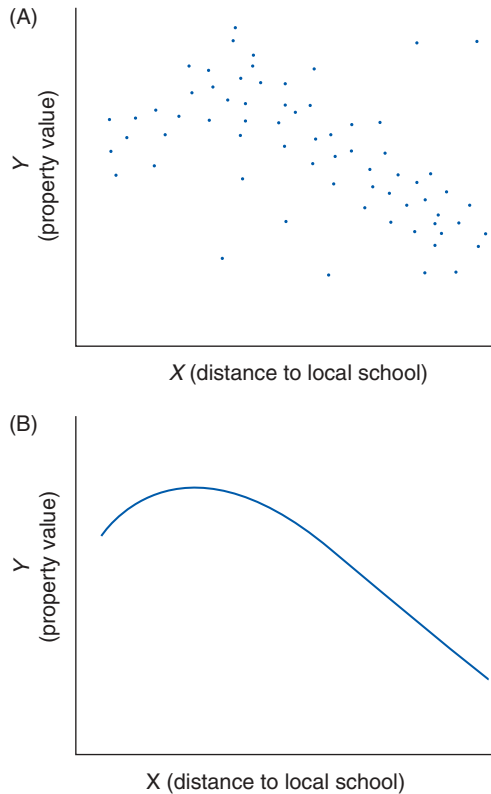 (A)
Y
(property value)
X (distance to local school)
(B)
Y
(property value)
X (distance to local school)